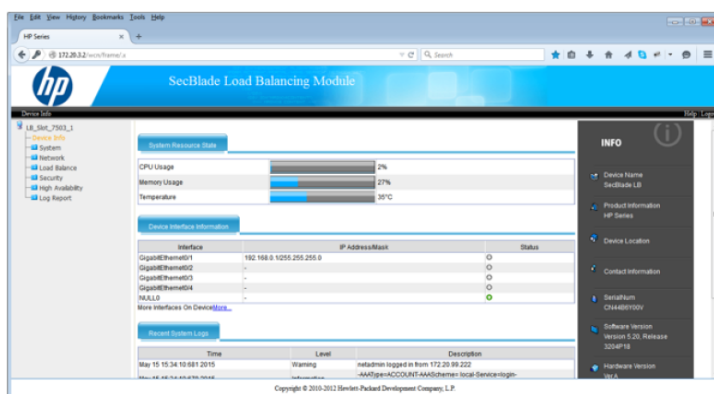 File Edit View History Bookmarks Tools Help
HP Series
172.20.3.2/wcn/frame/.x
Search
hp
SecBlade Load Balancing Module
Device Info
Help
LB_Slot_7503_1
Device Info
System
Network
Load Balance
Security
High Availability
Log Report
System Resource State
CPU Usage 2%
Memory Usage 27%
Temperature 35°C
Device Interface Information
Interface IP Address/Mask Status
GigabitEthernet0/1 192.168.0.1/255.255.255.0
GigabitEthernet0/2 -
GigabitEthernet0/3 -
GigabitEthernet0/4 -
NULL0 -
More Interfaces On DeviceMore...
Recent System Logs
Time Level Description
May 15 15:34:10:681 2015 Warning netadmin logged in from 172.20.99.222
-AAAType=ACCOUNT-AAAScheme= local-Service=login-
INFO
Device Name
SecBlade LB
Product Information
HP Series
Device Location
Contact Information
SerialNum
Software Version
Version 5.20, Release
3204P18
Hardware Version
Ver.A
Copyright © 2010-2012 Hewlett-Packard Development Company, L.P.